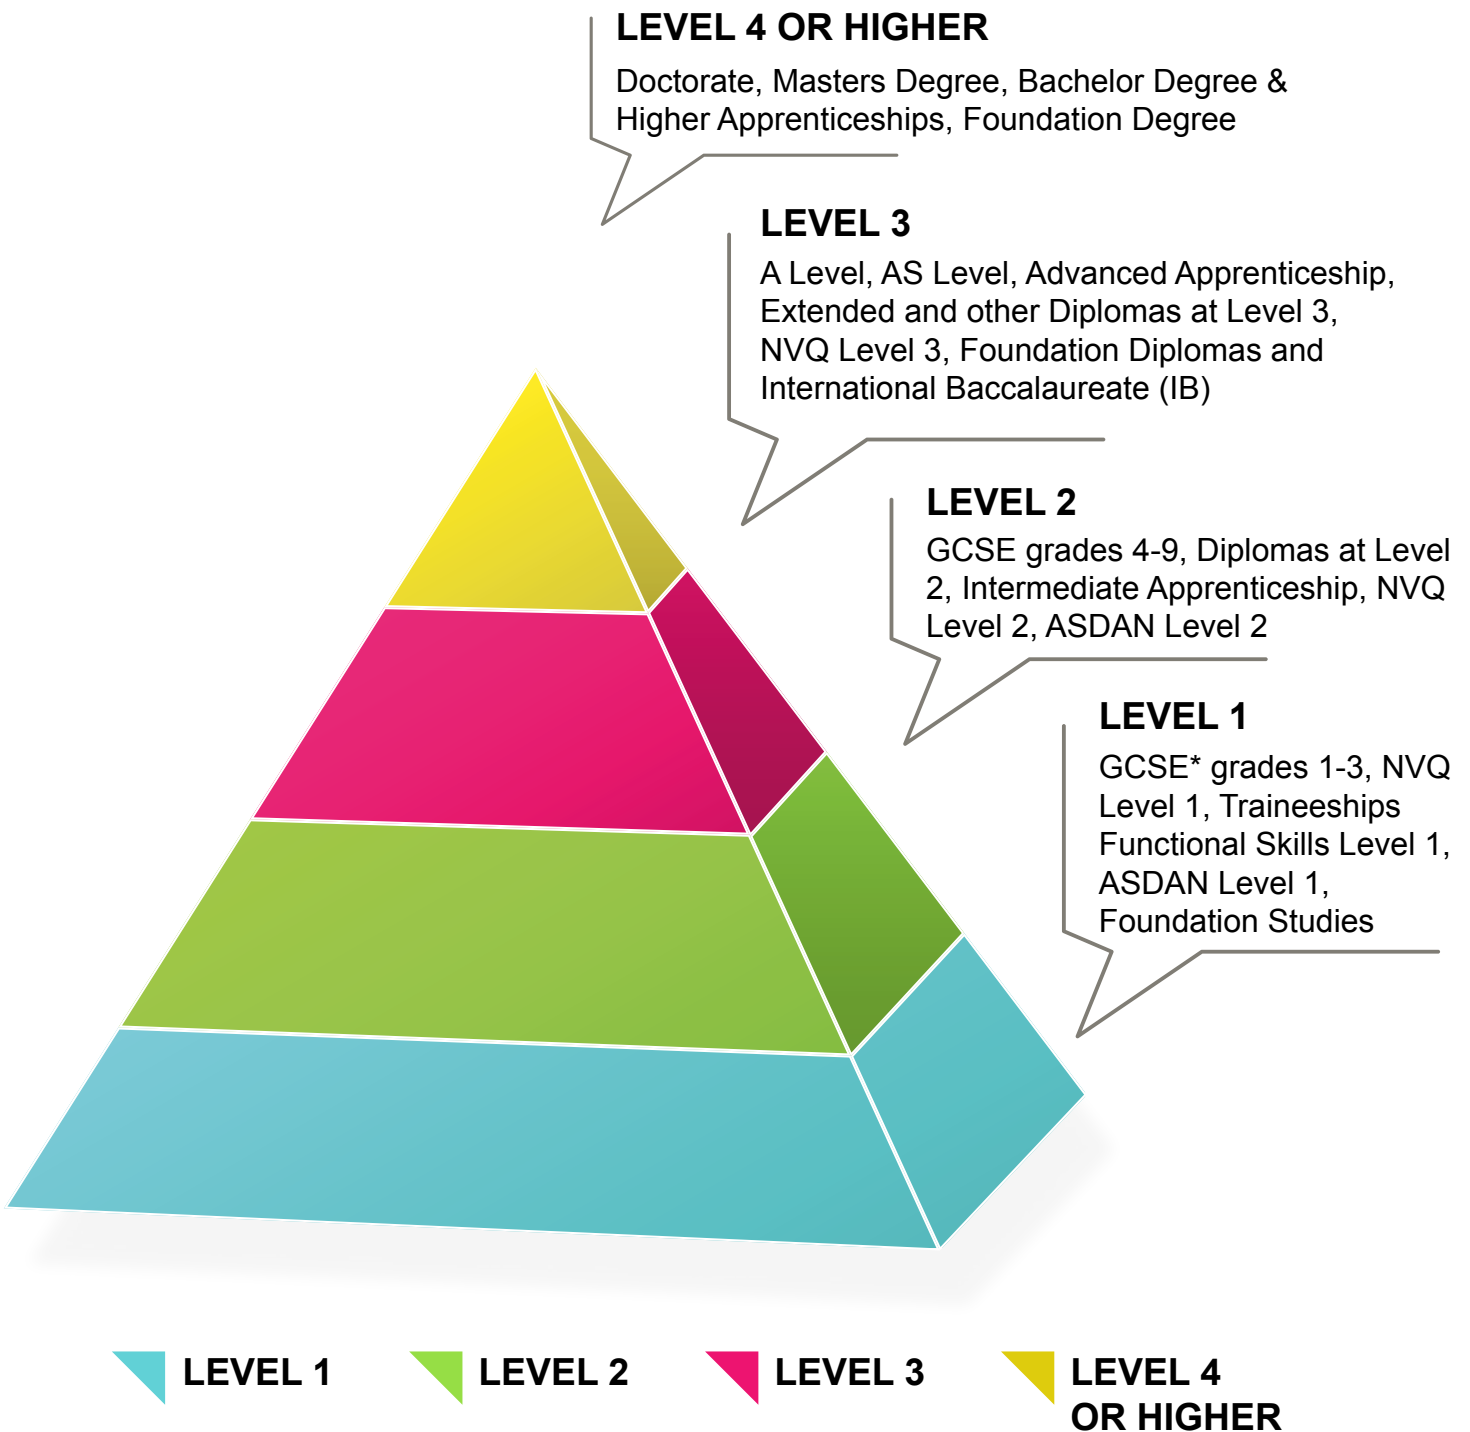 LEVEL 4 OR HIGHER
Doctorate, Masters Degree, Bachelor Degree &
Higher Apprenticeships, Foundation Degree
LEVEL 3
A Level, AS Level, Advanced Apprenticeship,
Extended and other Diplomas at Level 3,
NVQ Level 3, Foundation Diplomas and
International Baccalaureate (IB)
LEVEL 2
GCSE grades 4-9, Diplomas at Level
2, Intermediate Apprenticeship, NVQ
Level 2, ASDAN Level 2
LEVEL 1
GCSE* grades 1-3, NVQ
Level 1, Traineeships
Functional Skills Level 1,
ASDAN Level 1,
Foundation Studies
LEVEL 1
LEVEL 2
LEVEL 3
LEVEL 4
OR HIGHER